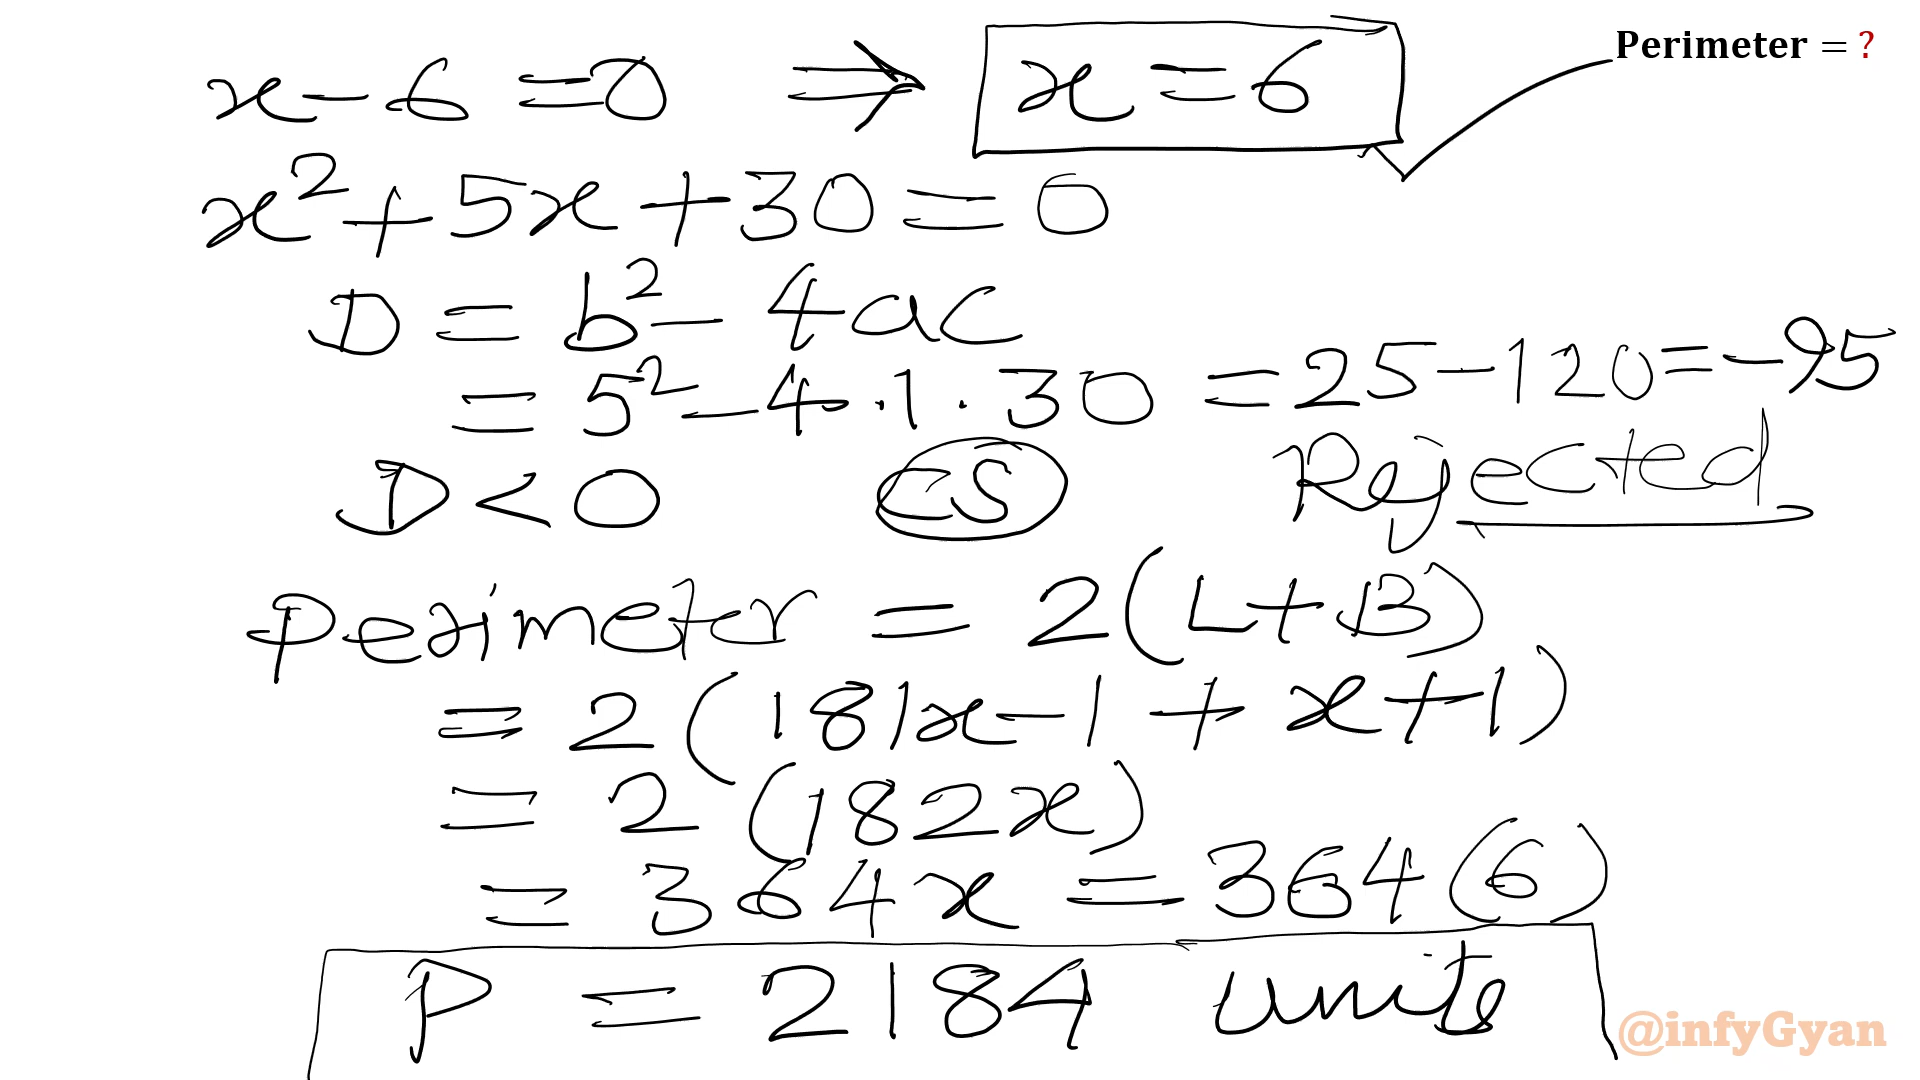 Perimeter = ?
x - 6 = 0 ⇒ x = 6
x² + 5x + 30 = 0
D = b² - 4ac
= 5² - 4 · 1 · 30 = 25 - 120 = -95
D < 0 CS Rejected
Perimeter = 2(L + B)
= 2(181x - 1 + x + 1)
= 2(182x)
= 364x = 364(6)
P = 2184 units
@infyGyan